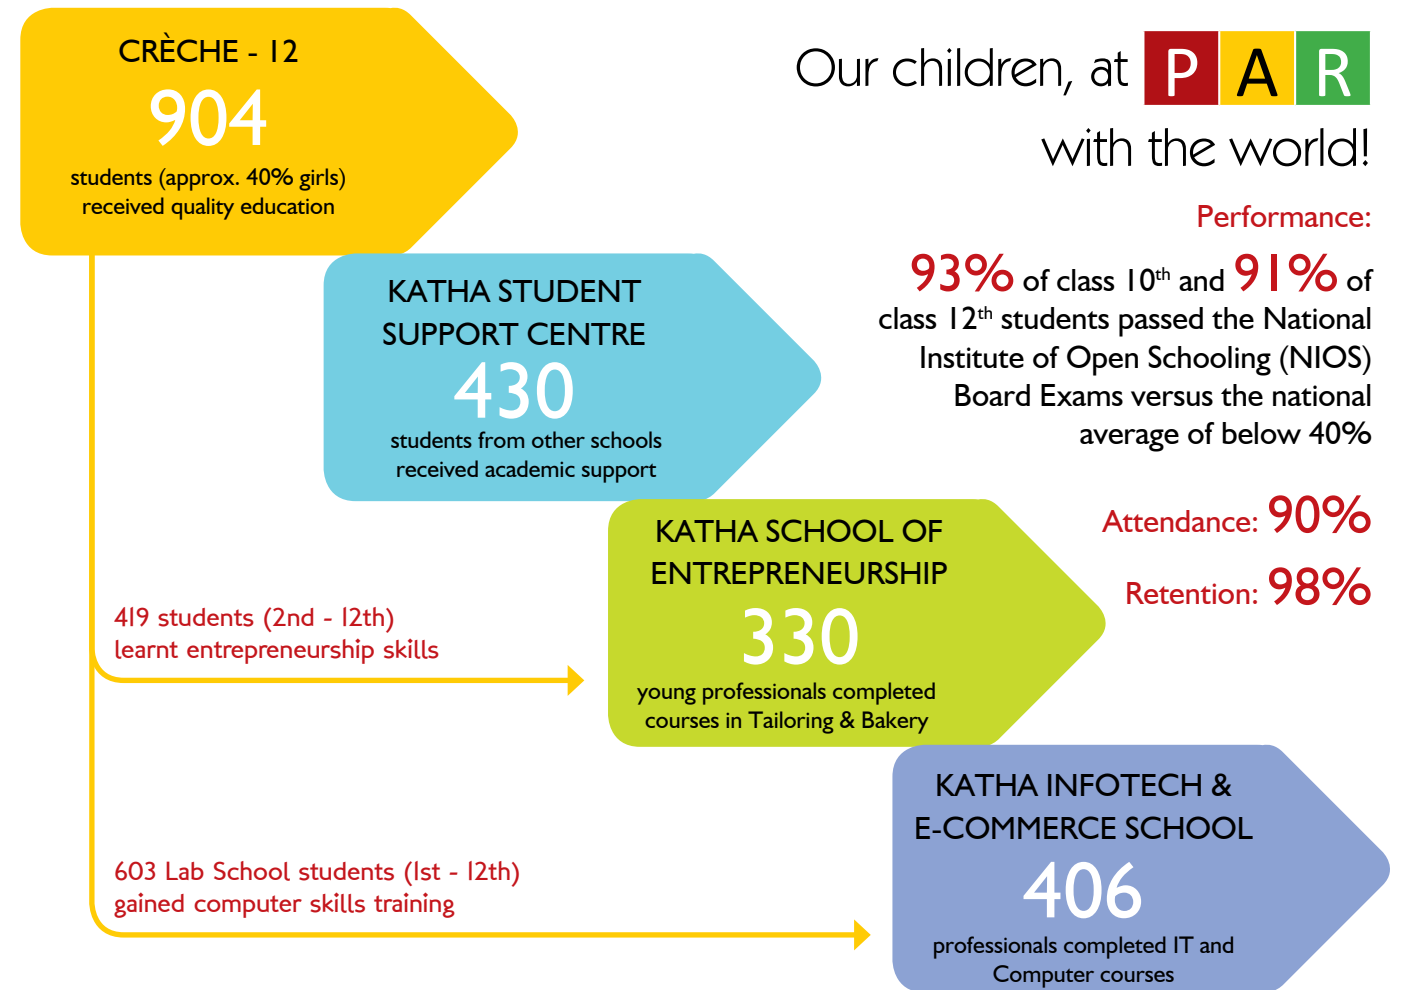 CRÈCHE - 12
904
students (approx. 40% girls)
received quality education
Our children, at PAR
with the world!
Performance:
93% of class 10th and 91% of
class 12th students passed the National
Institute of Open Schooling (NIOS)
Board Exams versus the national
average of below 40%
Attendance: 90%
Retention: 98%
KATHA STUDENT
SUPPORT CENTRE
430
students from other schools
received academic support
KATHA SCHOOL OF
ENTREPRENEURSHIP
330
young professionals completed
courses in Tailoring & Bakery
419 students (2nd - 12th)
learnt entrepreneurship skills
KATHA INFOTECH &
E-COMMERCE SCHOOL
406
professionals completed IT and
Computer courses
603 Lab School students (1st - 12th)
gained computer skills training